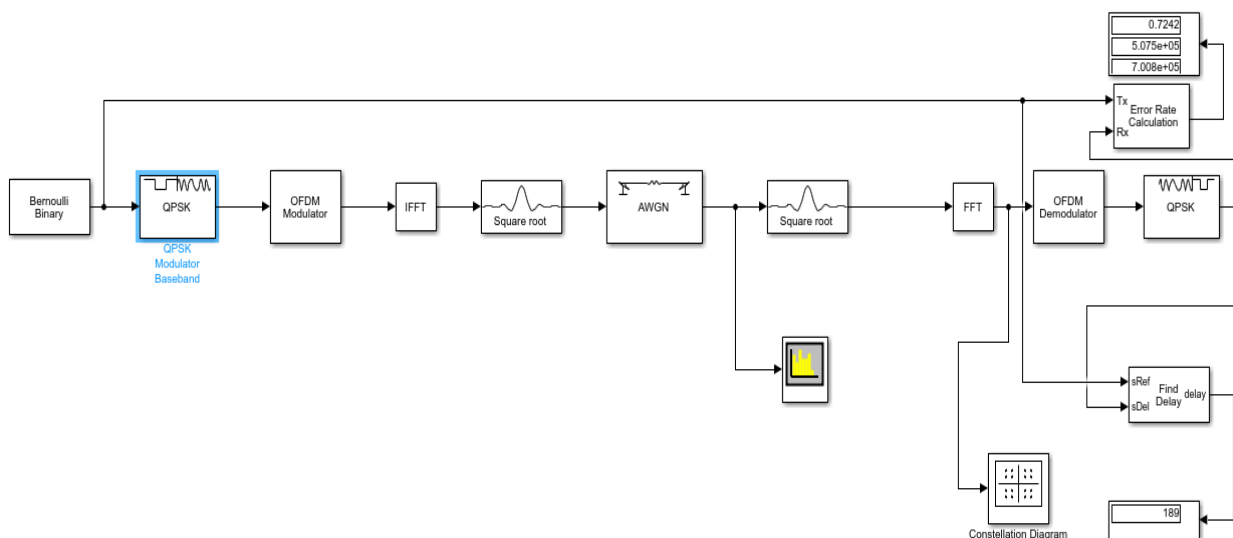 0.7242
5.075e+05
7.008e+05
Tx
Error Rate
Calculation
Rx
Bernoulli
Binary
QPSK
QPSK
Modulator
Baseband
OFDM
Modulator
IFFT
Square root
AWGN
Square root
FFT
OFDM
Demodulator
QPSK
sRef
Find
Delay
delay
sDel
Constellation Diagram
189